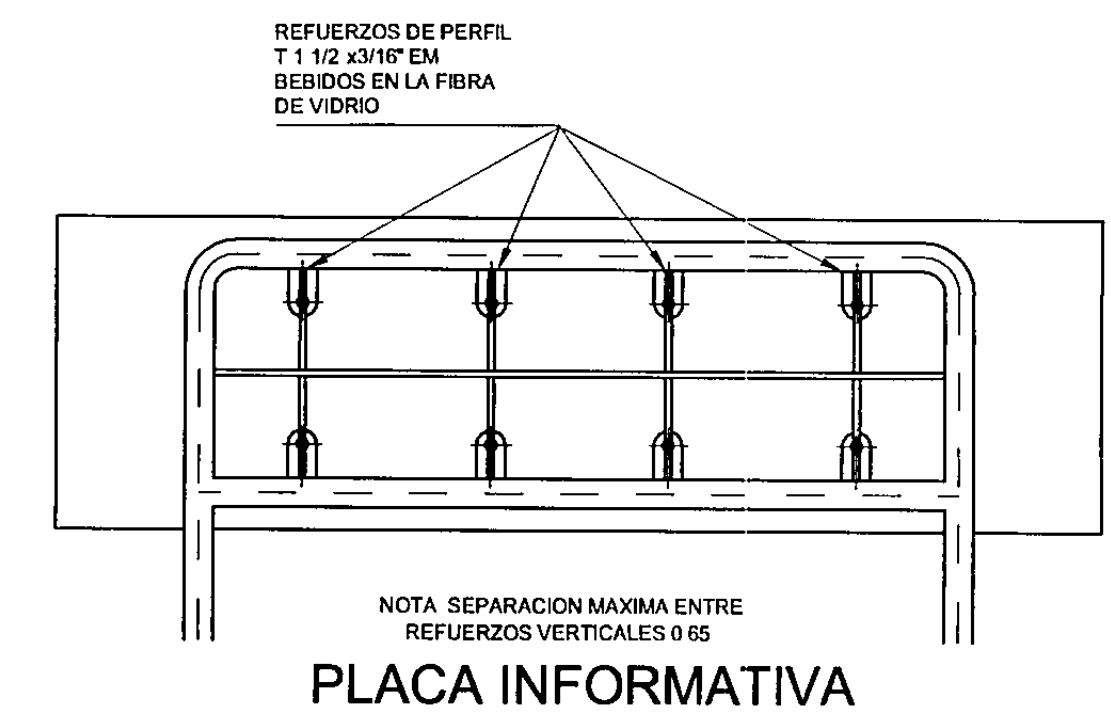 REFUERZOS DE PERFIL
T 1 1/2 x3/16" EM
BEBIDOS EN LA FIBRA
DE VIDRIO
NOTA SEPARACION MAXIMA ENTRE
REFUERZOS VERTICALES 0 65
PLACA INFORMATIVA